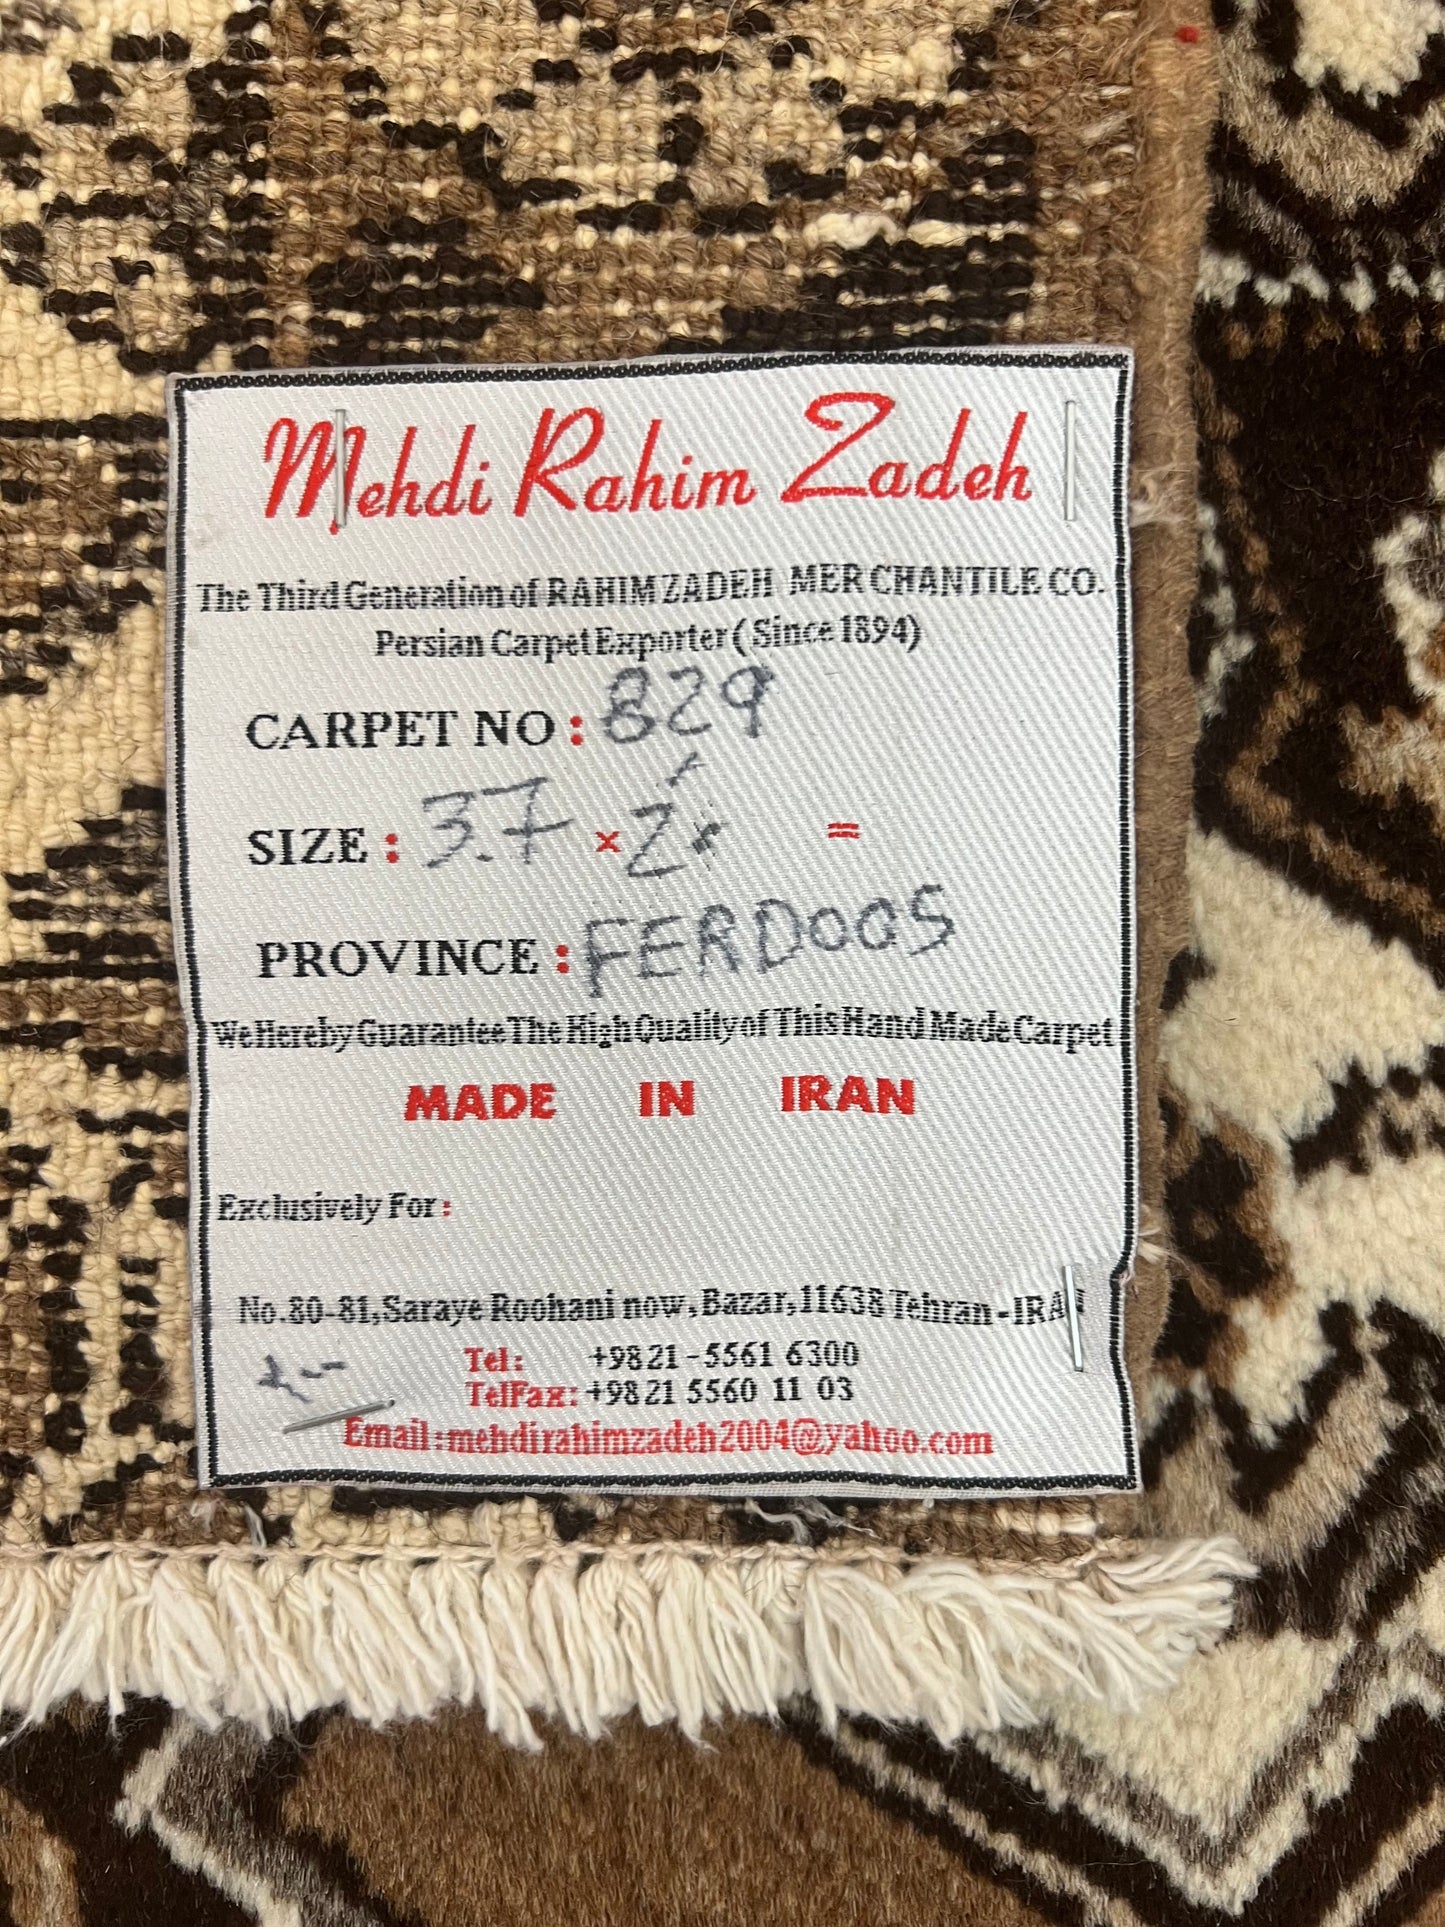 Mehdi Rahim Zadeh
The Third Generation of RAHIMZADEH MERCHANTILE CO.
Persian Carpet Exporter (Since 1894)
CARPET NO : 829
SIZE : 3.7 × 2 =
PROVINCE : FERDOOS
We Hereby Guarantee The High Quality of This Hand Made Carpet
MADE IN IRAN
Exclusively For:
No.80-81,Saraye Roohani now,Bazar,11638 Tehran-IRAN
Tel: +9821-5561 6300
TelFax: +9821 5560 11 03
Email:mehdirahimzadeh2004@yahoo.com